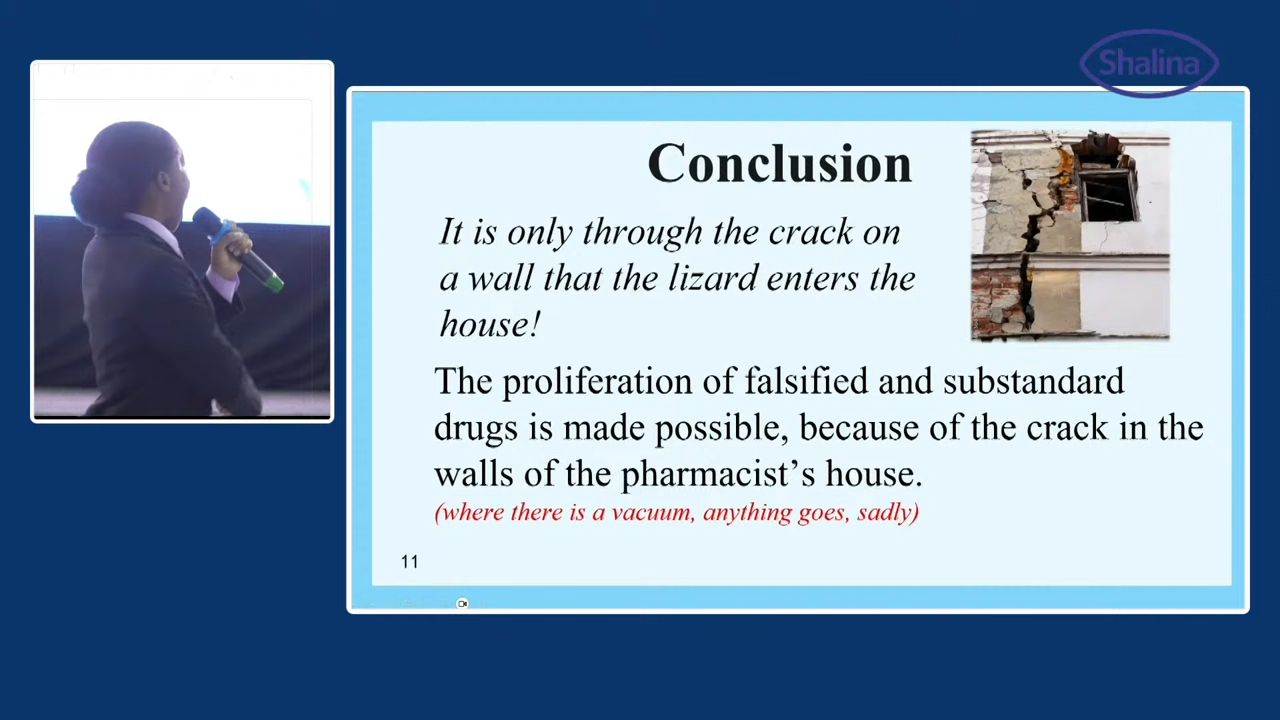 Shalina
Conclusion
It is only through the crack on
a wall that the lizard enters the
house!
The proliferation of falsified and substandard
drugs is made possible, because of the crack in the
walls of the pharmacist’s house.
(where there is a vacuum, anything goes, sadly)
11